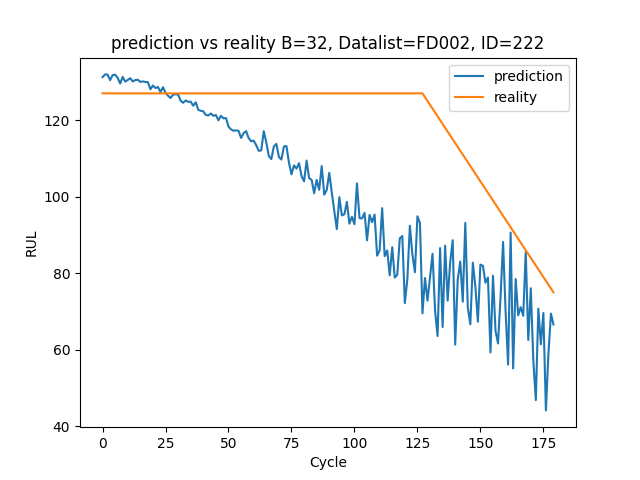 prediction vs reality B=32, Datalist=FD002, ID=222
prediction
reality
RUL
120
100
80
60
40
0 25 50 75 100 125 150 175
Cycle